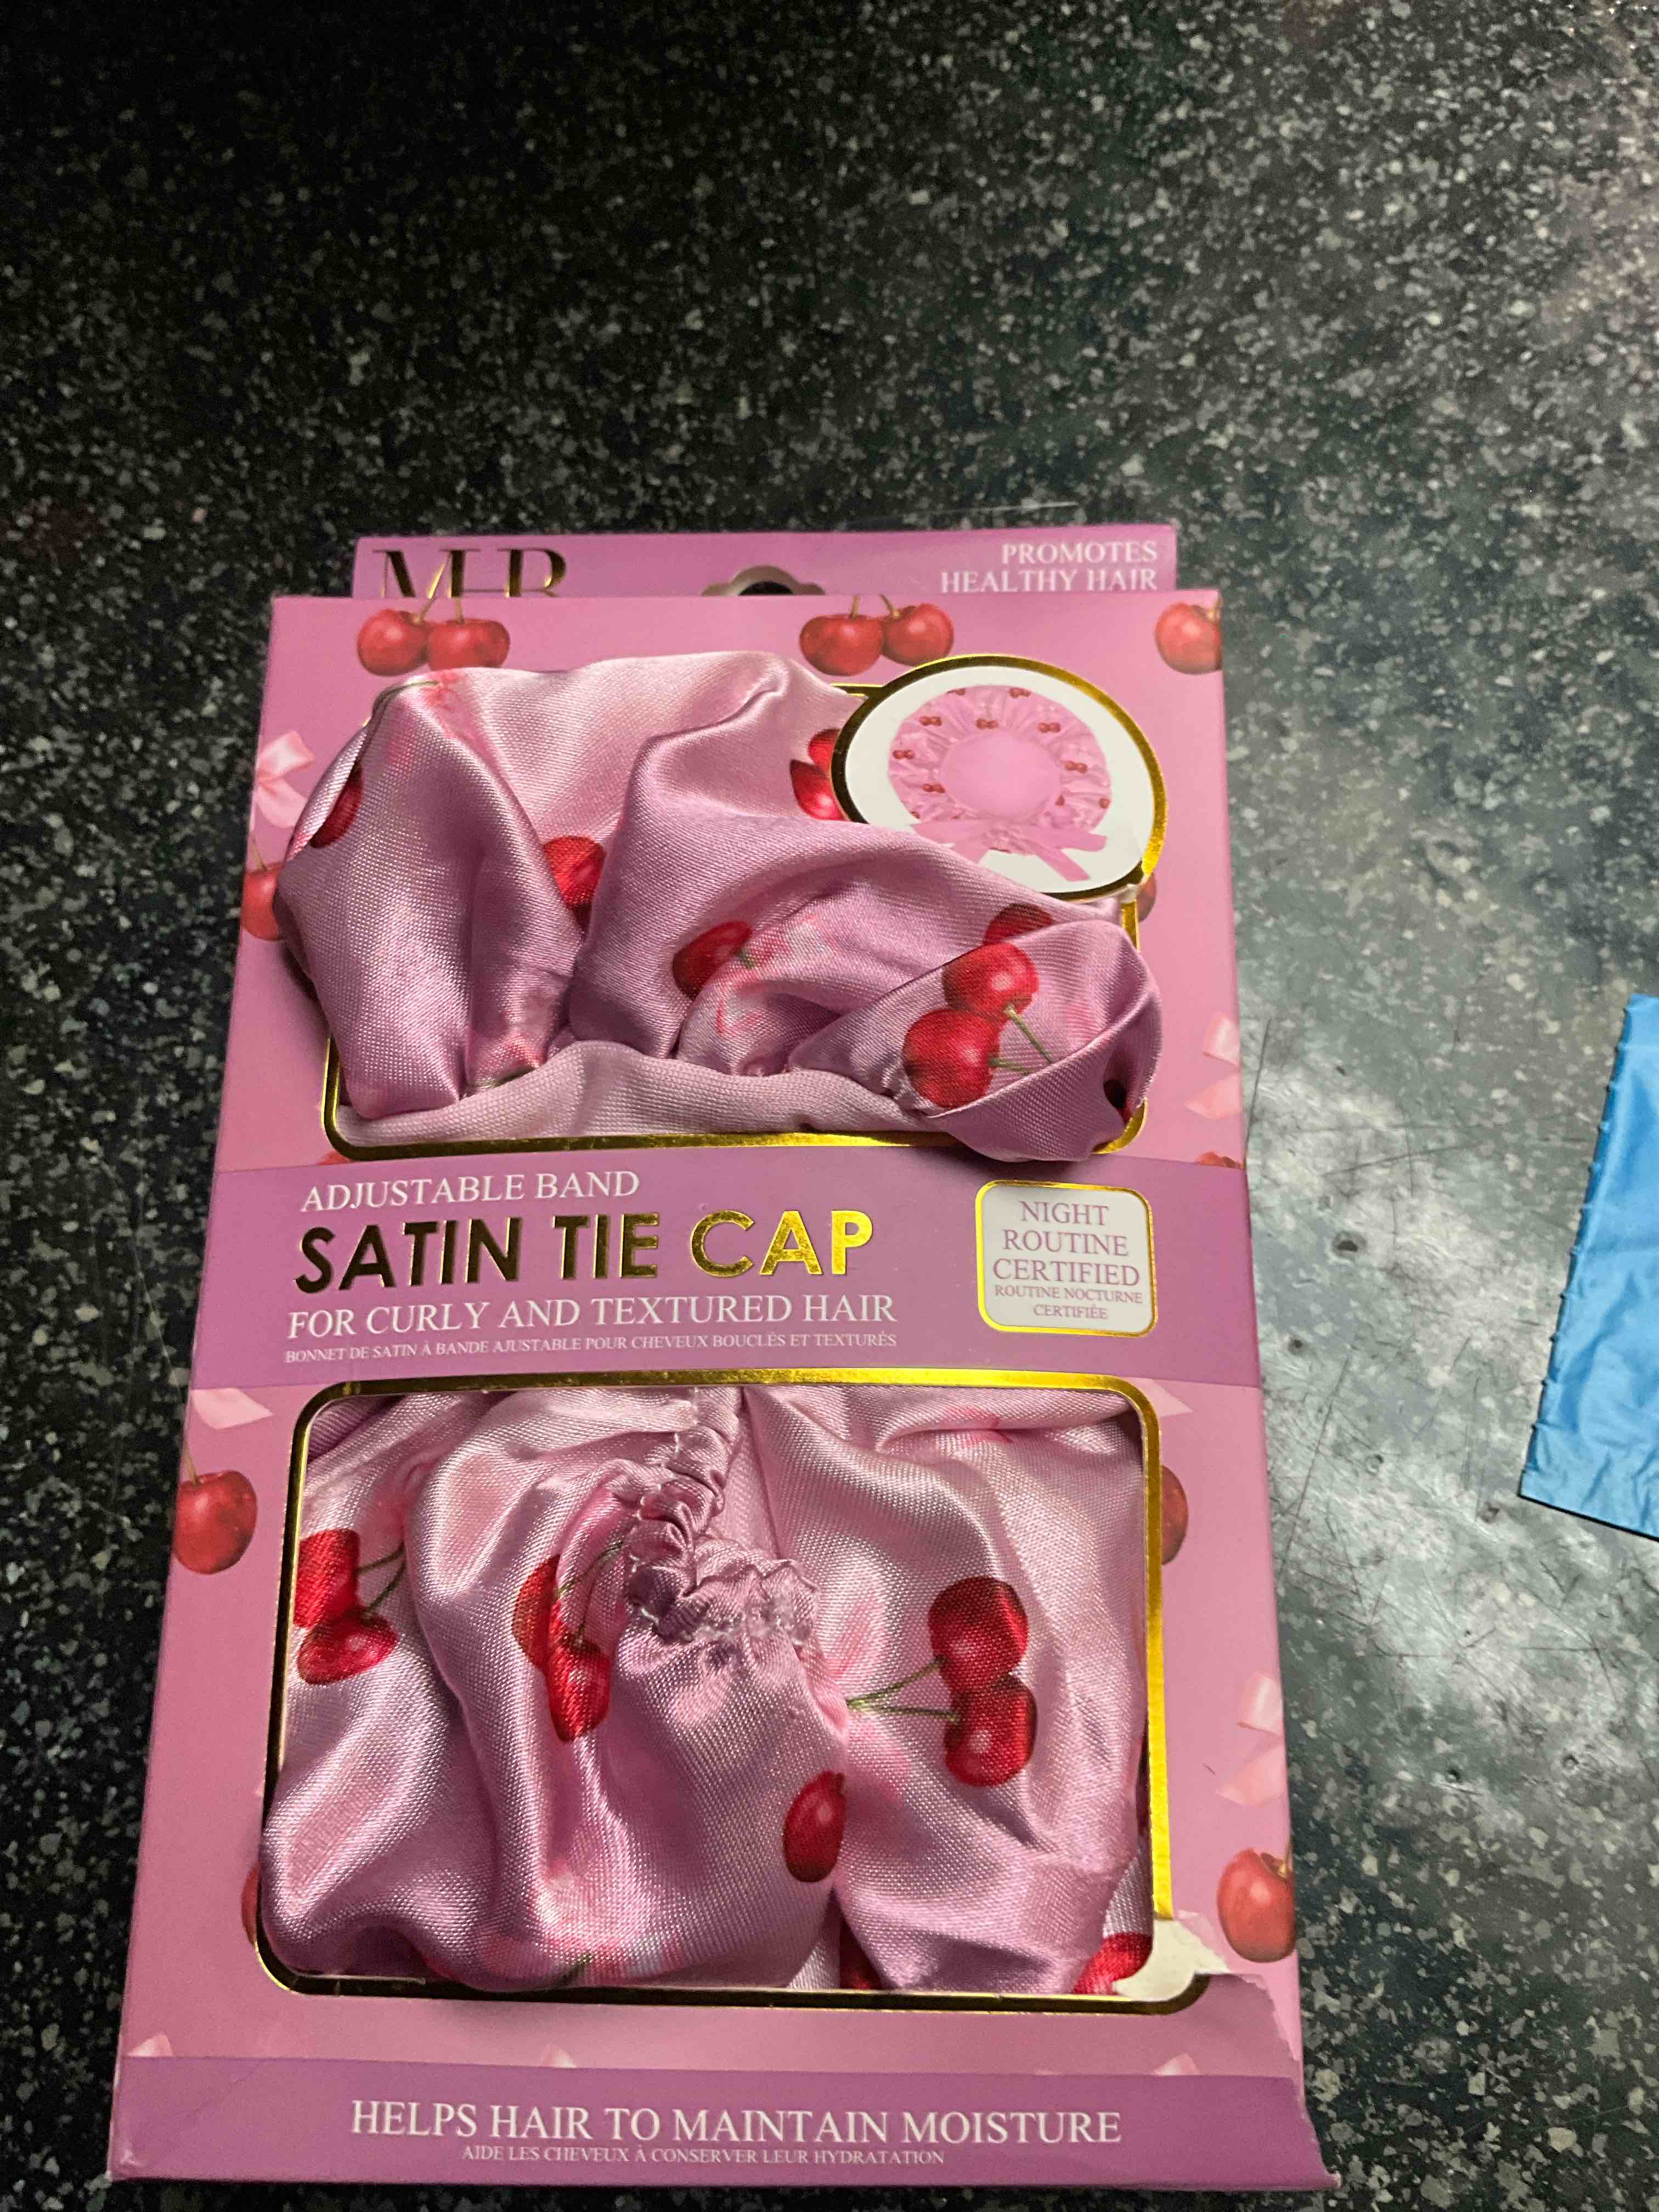 PROMOTES
HEALTHY HAIR
ADJUSTABLE BAND
SATIN TIE CAP
FOR CURLY AND TEXTURED HAIR
BONNET DE SATIN À BANDE AJUSTABLE POUR CHEVEUX BOUCLÉS ET TEXTURÉS
NIGHT
ROUTINE
CERTIFIED
ROUTINE NOCTURNE
CERTIFIÉE
HELPS HAIR TO MAINTAIN MOISTURE
AIDE LES CHEVEUX À CONSERVER LEUR HYDRATATION